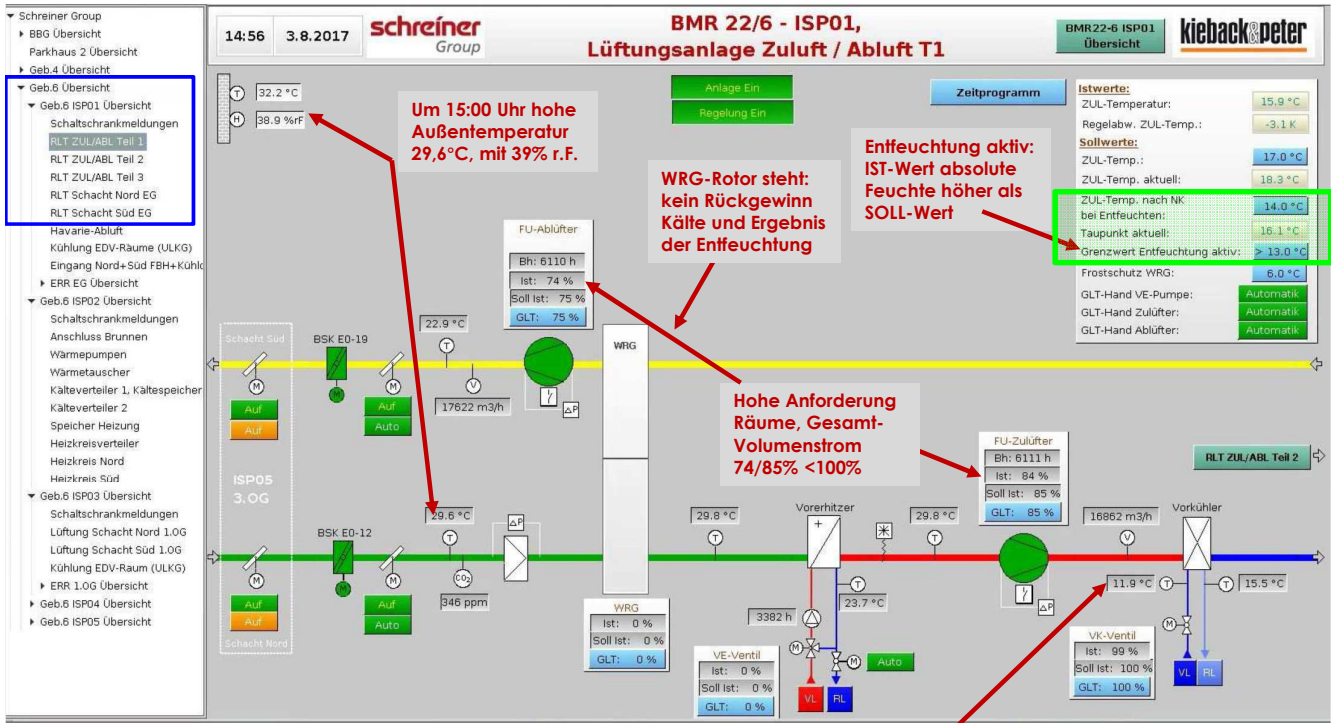 Schreiner Group
BBG Übersicht
Parkhaus 2 Übersicht
Geb.4 Übersicht
Geb.6 Übersicht
Geb.6 ISP01 Übersicht
Schaltschrankmeldungen
RLT ZUL/ABL Teil 1
RLT ZUL/ABL Teil 2
RLT ZUL/ABL Teil 3
RLT Schacht Nord EG
RLT Schacht Süd EG
Havarie-Abluft
Kühlung EDV-Räume (ULKG)
Eingang Nord+Süd FBH+Kühlc
ERR EG Übersicht
Geb.6 ISP02 Übersicht
Schaltschrankmeldungen
Anschluss Brunnen
Wärmepumpen
Wärmetauscher
Kälteverteiler 1, Kältespeicher
Kälteverteiler 2
Speicher Heizung
Heizkreisverteiler
Heizkreis Nord
Heizkreis Süd
Geb.6 ISP03 Übersicht
Schaltschrankmeldungen
Lüftung Schacht Nord 1.OG
Lüftung Schacht Süd 1.OG
Kühlung EDV-Raum (ULKG)
ERR 1.OG Übersicht
Geb.6 ISP04 Übersicht
Geb.6 ISP05 Übersicht
14:56 3.8.2017
schreiner
Group
BMR 22/6 - ISP01,
Lüftungsanlage Zuluft / Abluft T1
BMR22-6 ISP01
Übersicht
kieback&peter
T 32.2 °C
H 38.9 %rF
Um 15:00 Uhr hohe
Außentemperatur
29,6°C, mit 39% r.F.
Anlage Ein
Regelung Ein
WRG-Rotor steht:
kein Rückgewinn
Kälte und Ergebnis
der Entfeuchtung
Entfeuchtung aktiv:
IST-Wert absolute
Feuchte höher als
SOLL-Wert
Zeitprogramm
Istwerte:
ZUL-Temperatur: 15.9 °C
Regelabw. ZUL-Temp.: -3.1 K
Sollwerte:
ZUL-Temp.: 17.0 °C
ZUL-Temp. aktuell: 18.3 °C
ZUL-Temp. nach NK
bei Entfeuchten: 14.0 °C
Taupunkt aktuell: 16.1 °C
Grenzwert Entfeuchtung aktiv: > 13.0 °C
Frostschutz WRG: 6.0 °C
GLT-Hand VE-Pumpe: Automatik
GLT-Hand Zulüfter: Automatik
GLT-Hand Ablüfter: Automatik
FU-Ablüfter
Bh: 6110 h
Ist: 74 %
Soll Ist: 75 %
GLT: 75 %
Schacht Süd
BSK E0-19
22.9 °C
T
WRG
M
M
M
V
Auf
Auf
Auf
Auto
17622 m3/h
ΔP
Hohe Anforderung
Räume, Gesamt-
Volumenstrom
74/85% <100%
ISP05
3.OG
FU-Zulüfter
Bh: 6111 h
Ist: 84 %
Soll Ist: 85 %
GLT: 85 %
RLT ZUL/ABL Teil 2
BSK E0-12
29.6 °C
T
ΔP
29.8 °C
T
Vorerhitzer
+
29.8 °C
T
16862 m3/h
V
Vorkühler
M
M
M
CO2
346 ppm
Auf
Auf
Auf
Auto
Schacht Nord
WRG
Ist: 0 %
Soll Ist: 0 %
GLT: 0 %
T
23.7 °C
3382 h
M
M
Auto
ΔP
11.9 °C
T
T
15.5 °C
M
VE-Ventil
Ist: 0 %
Soll Ist: 0 %
GLT: 0 %
VL
RL
VK-Ventil
Ist: 99 %
Soll Ist: 100 %
GLT: 100 %
VL
RL